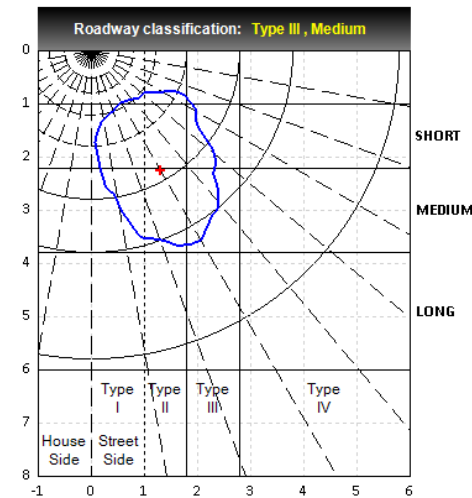 Roadway classification: Type III , Medium
0
1
SHORT
2
MEDIUM
3
4
LONG
5
6
Type Type Type Type
I II III IV
7
House Street
Side Side
8
-1 0 1 2 3 4 5 6